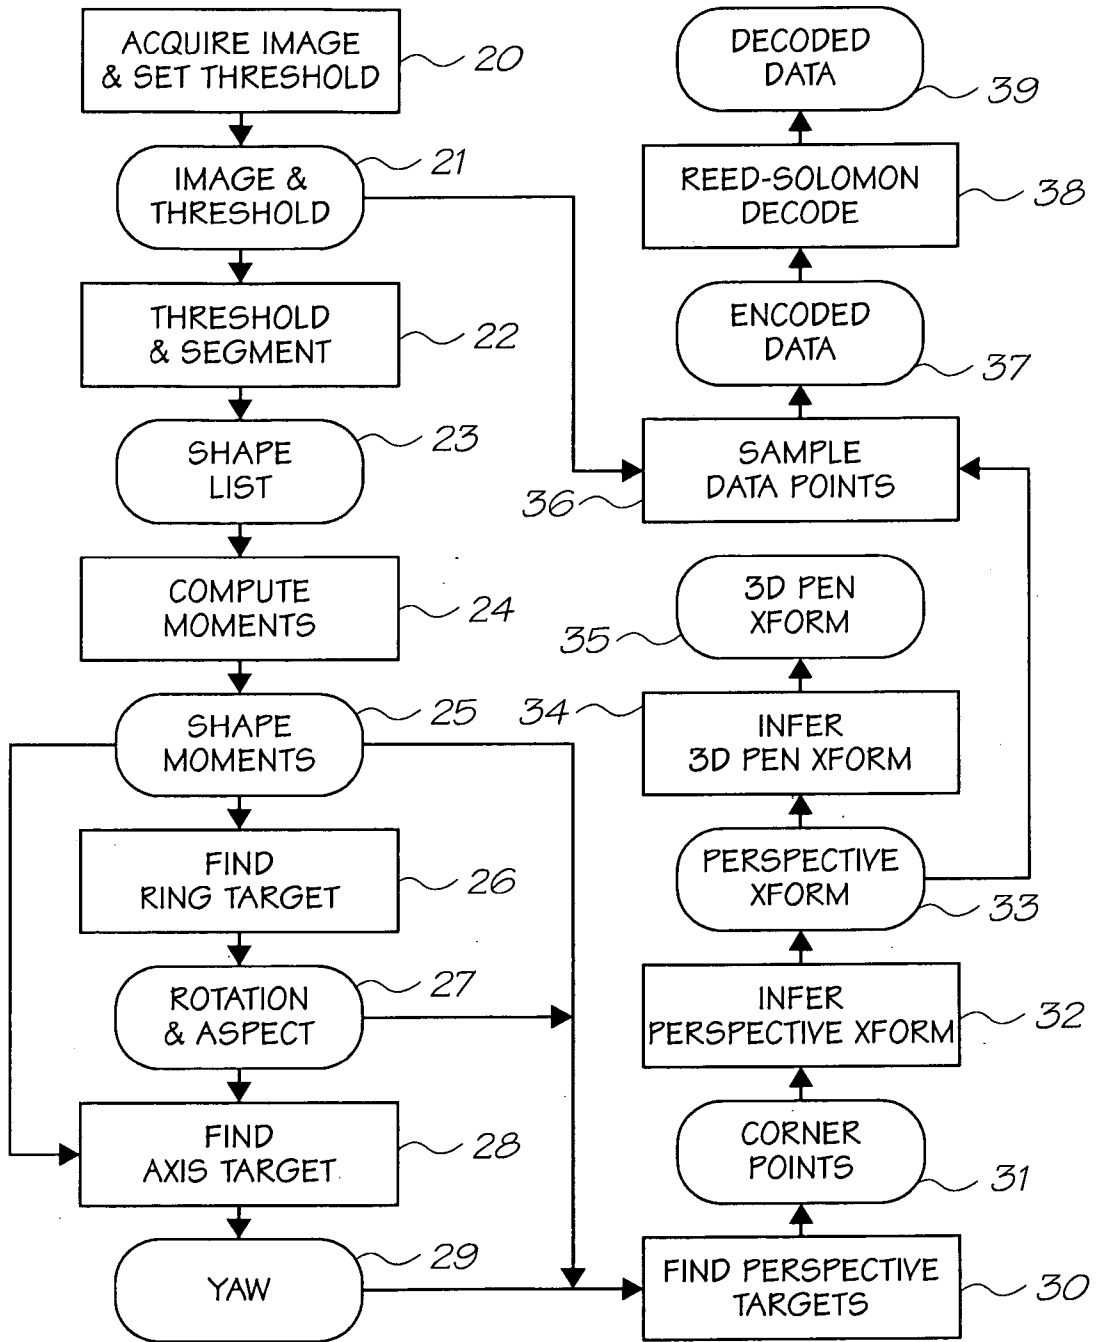 ACQUIRE IMAGE
& SET THRESHOLD
20
IMAGE &
THRESHOLD
21
THRESHOLD
& SEGMENT
22
SHAPE
LIST
23
COMPUTE
MOMENTS
24
SHAPE
MOMENTS
25
FIND
RING TARGET
26
ROTATION
& ASPECT
27
FIND
AXIS TARGET
28
YAW
29
FIND PERSPECTIVE
TARGETS
30
CORNER
POINTS
31
INFER
PERSPECTIVE XFORM
32
PERSPECTIVE
XFORM
33
INFER
3D PEN XFORM
34
3D PEN
XFORM
35
SAMPLE
DATA POINTS
36
ENCODED
DATA
37
REED-SOLOMON
DECODE
38
DECODED
DATA
39